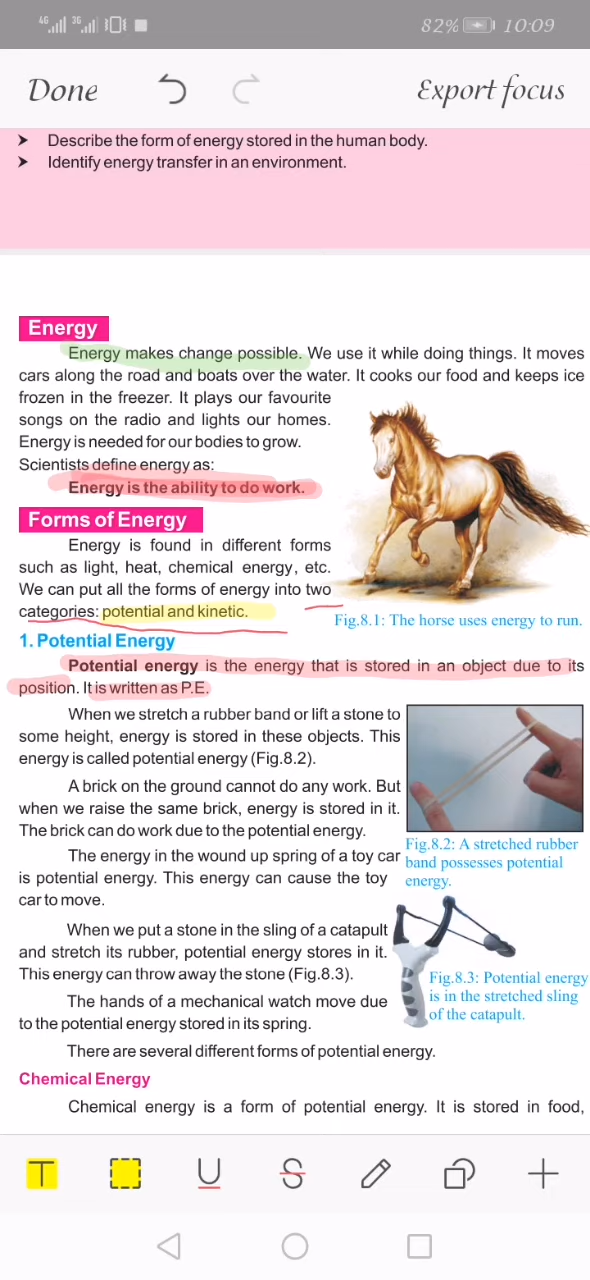 4G 3G 82% 10:09
Done Export focus
➤ Describe the form of energy stored in the human body.
➤ Identify energy transfer in an environment.
Energy
Energy makes change possible. We use it while doing things. It moves
cars along the road and boats over the water. It cooks our food and keeps ice
frozen in the freezer. It plays our favourite
songs on the radio and lights our homes.
Energy is needed for our bodies to grow.
Scientists define energy as:
Energy is the ability to do work.
Forms of Energy
Energy is found in different forms
such as light, heat, chemical energy, etc.
We can put all the forms of energy into two
categories: potential and kinetic.
Fig.8.1: The horse uses energy to run.
1. Potential Energy
Potential energy is the energy that is stored in an object due to its
position. It is written as P.E.
When we stretch a rubber band or lift a stone to
some height, energy is stored in these objects. This
energy is called potential energy (Fig.8.2).
A brick on the ground cannot do any work. But
when we raise the same brick, energy is stored in it.
The brick can do work due to the potential energy.
Fig.8.2: A stretched rubber
band possesses potential
energy.
The energy in the wound up spring of a toy car
is potential energy. This energy can cause the toy
car to move.
When we put a stone in the sling of a catapult
and stretch its rubber, potential energy stores in it.
This energy can throw away the stone (Fig.8.3).
Fig.8.3: Potential energy
is in the stretched sling
of the catapult.
The hands of a mechanical watch move due
to the potential energy stored in its spring.
There are several different forms of potential energy.
Chemical Energy
Chemical energy is a form of potential energy. It is stored in food,
T U S